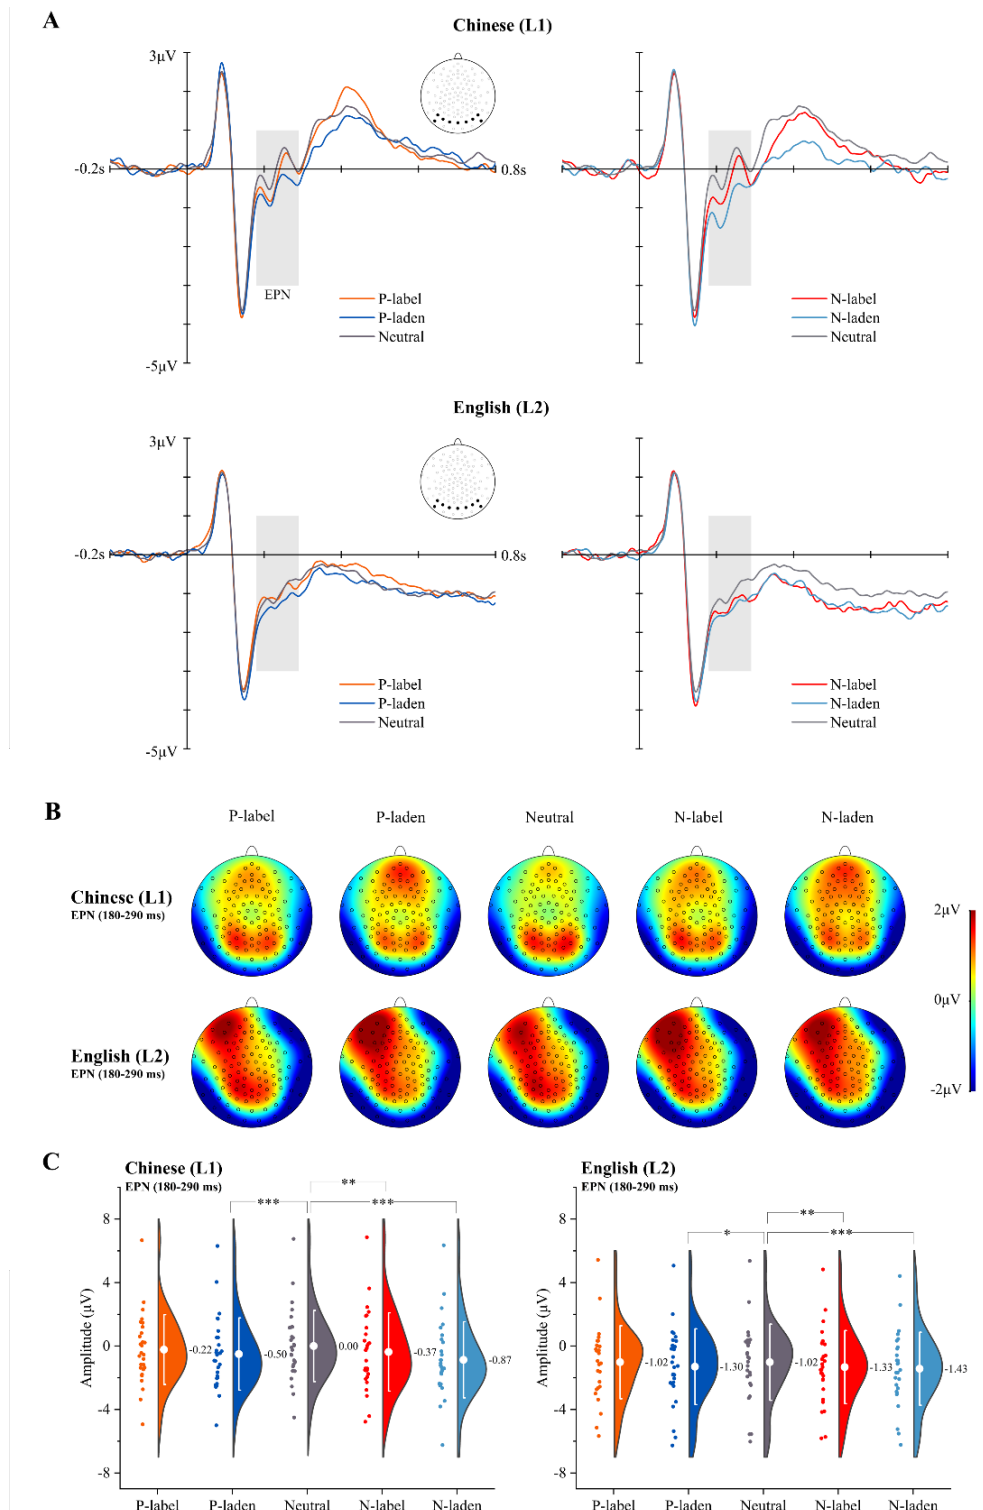 A
Chinese (L1)
3μV
-0.2s
0.8s
EPN
P-label
P-laden
Neutral
N-label
N-laden
Neutral
-5μV
English (L2)
3μV
-0.2s
0.8s
P-label
P-laden
Neutral
N-label
N-laden
Neutral
-5μV
B
P-label P-laden Neutral N-label N-laden
Chinese (L1)
EPN (180-290 ms)
English (L2)
EPN (180-290 ms)
2μV
0μV
-2μV
C
Chinese (L1)
EPN (180-290 ms)
** 
*** ***
8
4
0
-4
-8
Amplitude (μV)
-0.22 -0.50 0.00 -0.37 -0.87
P-label P-laden Neutral N-label N-laden
English (L2)
EPN (180-290 ms)
**
* ***
8
4
0
-4
-8
Amplitude (μV)
-1.02 -1.30 -1.02 -1.33 -1.43
P-label P-laden Neutral N-label N-laden